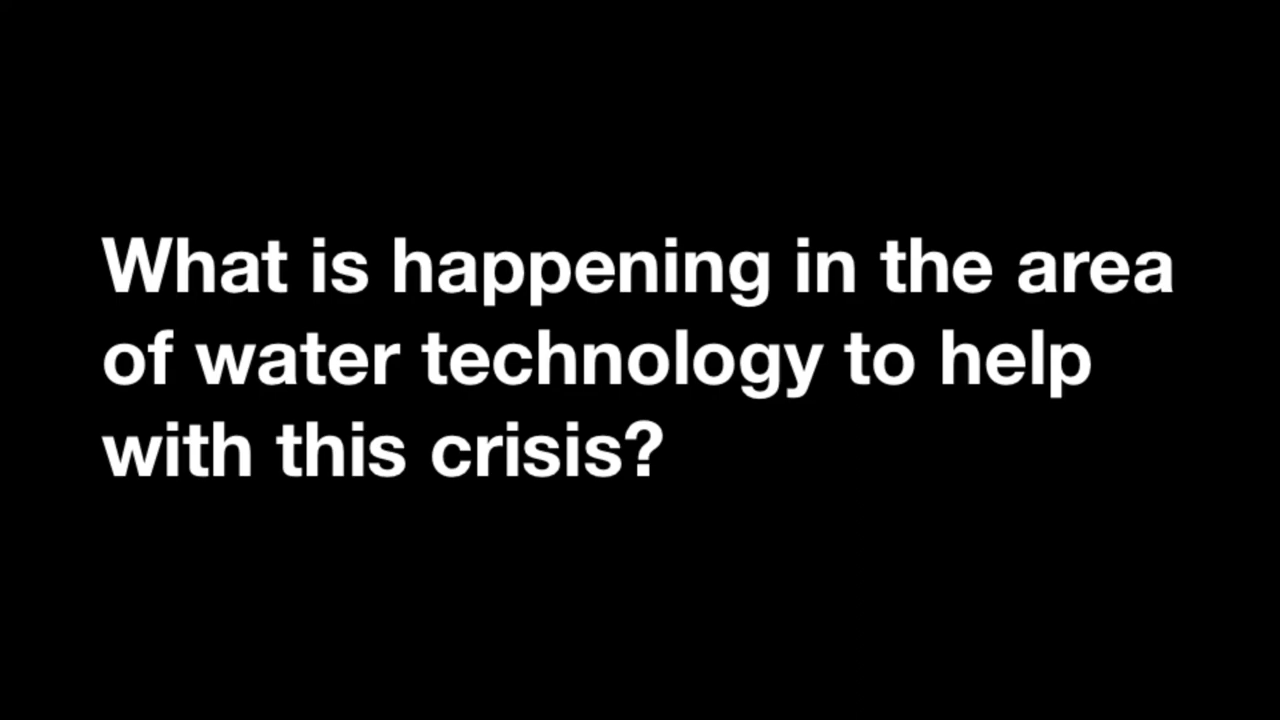 What is happening in the area
of water technology to help
with this crisis?